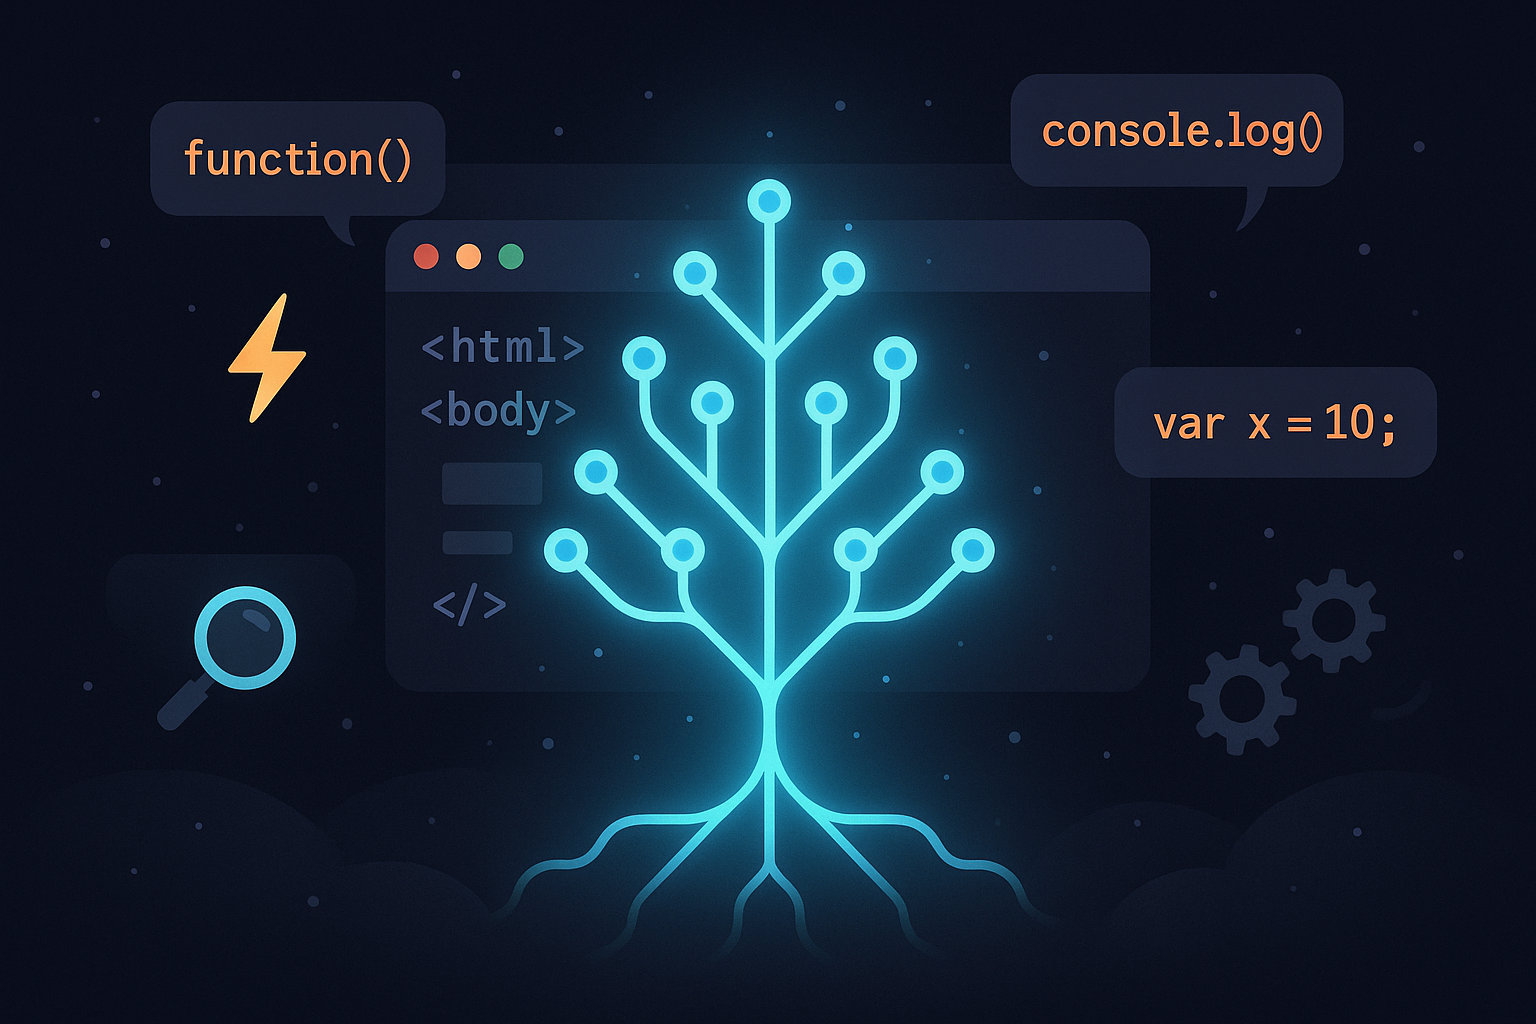 function()
console.log()
<html>
<body>
</>
var x = 10;